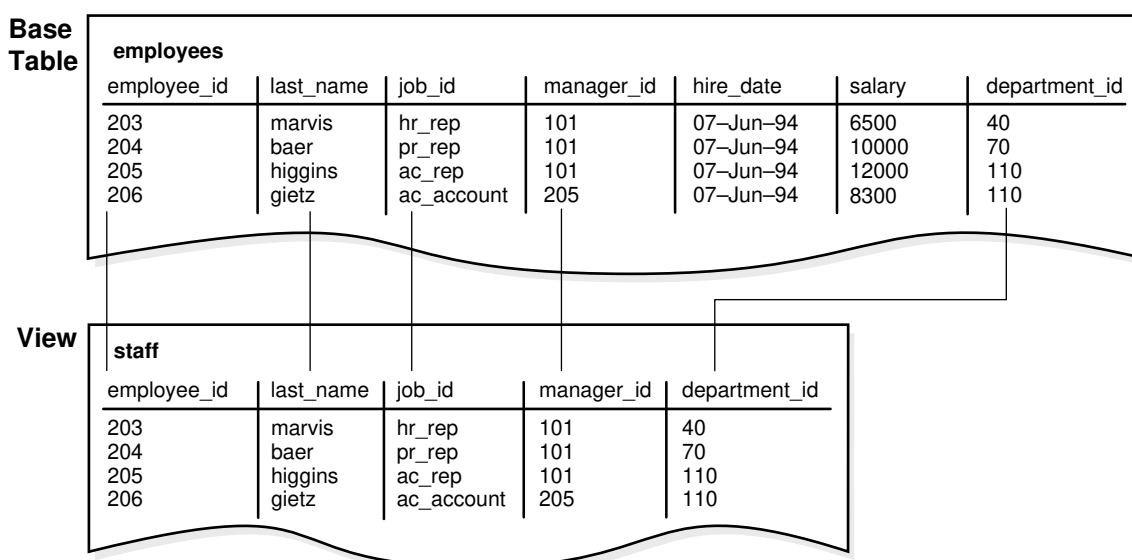 Base
Table
employees
employee_id last_name job_id manager_id hire_date salary department_id
203 marvis hr_rep 101 07–Jun–94 6500 40
204 baer pr_rep 101 07–Jun–94 10000 70
205 higgins ac_rep 101 07–Jun–94 12000 110
206 gietz ac_account 205 07–Jun–94 8300 110
View
staff
employee_id last_name job_id manager_id department_id
203 marvis hr_rep 101 40
204 baer pr_rep 101 70
205 higgins ac_rep 101 110
206 gietz ac_account 205 110